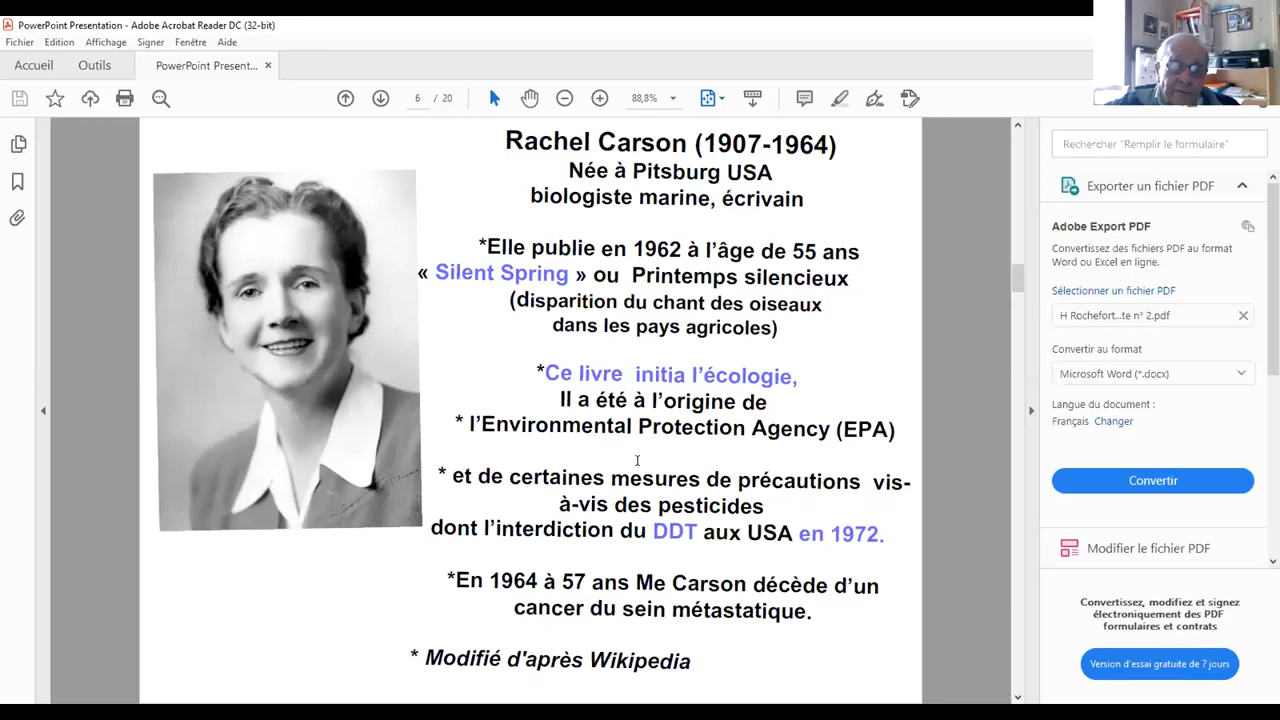 PowerPoint Presentation - Adobe Acrobat Reader DC (32-bit)
Fichier Edition Affichage Signer Fenêtre Aide
Accueil Outils PowerPoint Present... ×
6 / 20 88,8%
Rachel Carson (1907-1964)
Née à Pitsburg USA
biologiste marine, écrivain
*Elle publie en 1962 à l'âge de 55 ans
« Silent Spring » ou Printemps silencieux
(disparition du chant des oiseaux
dans les pays agricoles)
*Ce livre initia l'écologie,
Il a été à l'origine de
* l'Environmental Protection Agency (EPA)
* et de certaines mesures de précautions vis-
à-vis des pesticides
dont l'interdiction du DDT aux USA en 1972.
*En 1964 à 57 ans Me Carson décède d'un
cancer du sein métastatique.
* Modifié d'après Wikipedia
Rechercher "Remplir le formulaire"
Exporter un fichier PDF
Adobe Export PDF
Convertissez des fichiers PDF au format
Word ou Excel en ligne.
Sélectionner un fichier PDF
H Rochefort...te n° 2.pdf
Convertir au format
Microsoft Word (*.docx)
Langue du document :
Français Changer
Convertir
Modifier le fichier PDF
Convertissez, modifiez et signez
électroniquement des PDF
formulaires et contrats
Version d'essai gratuite de 7 jours